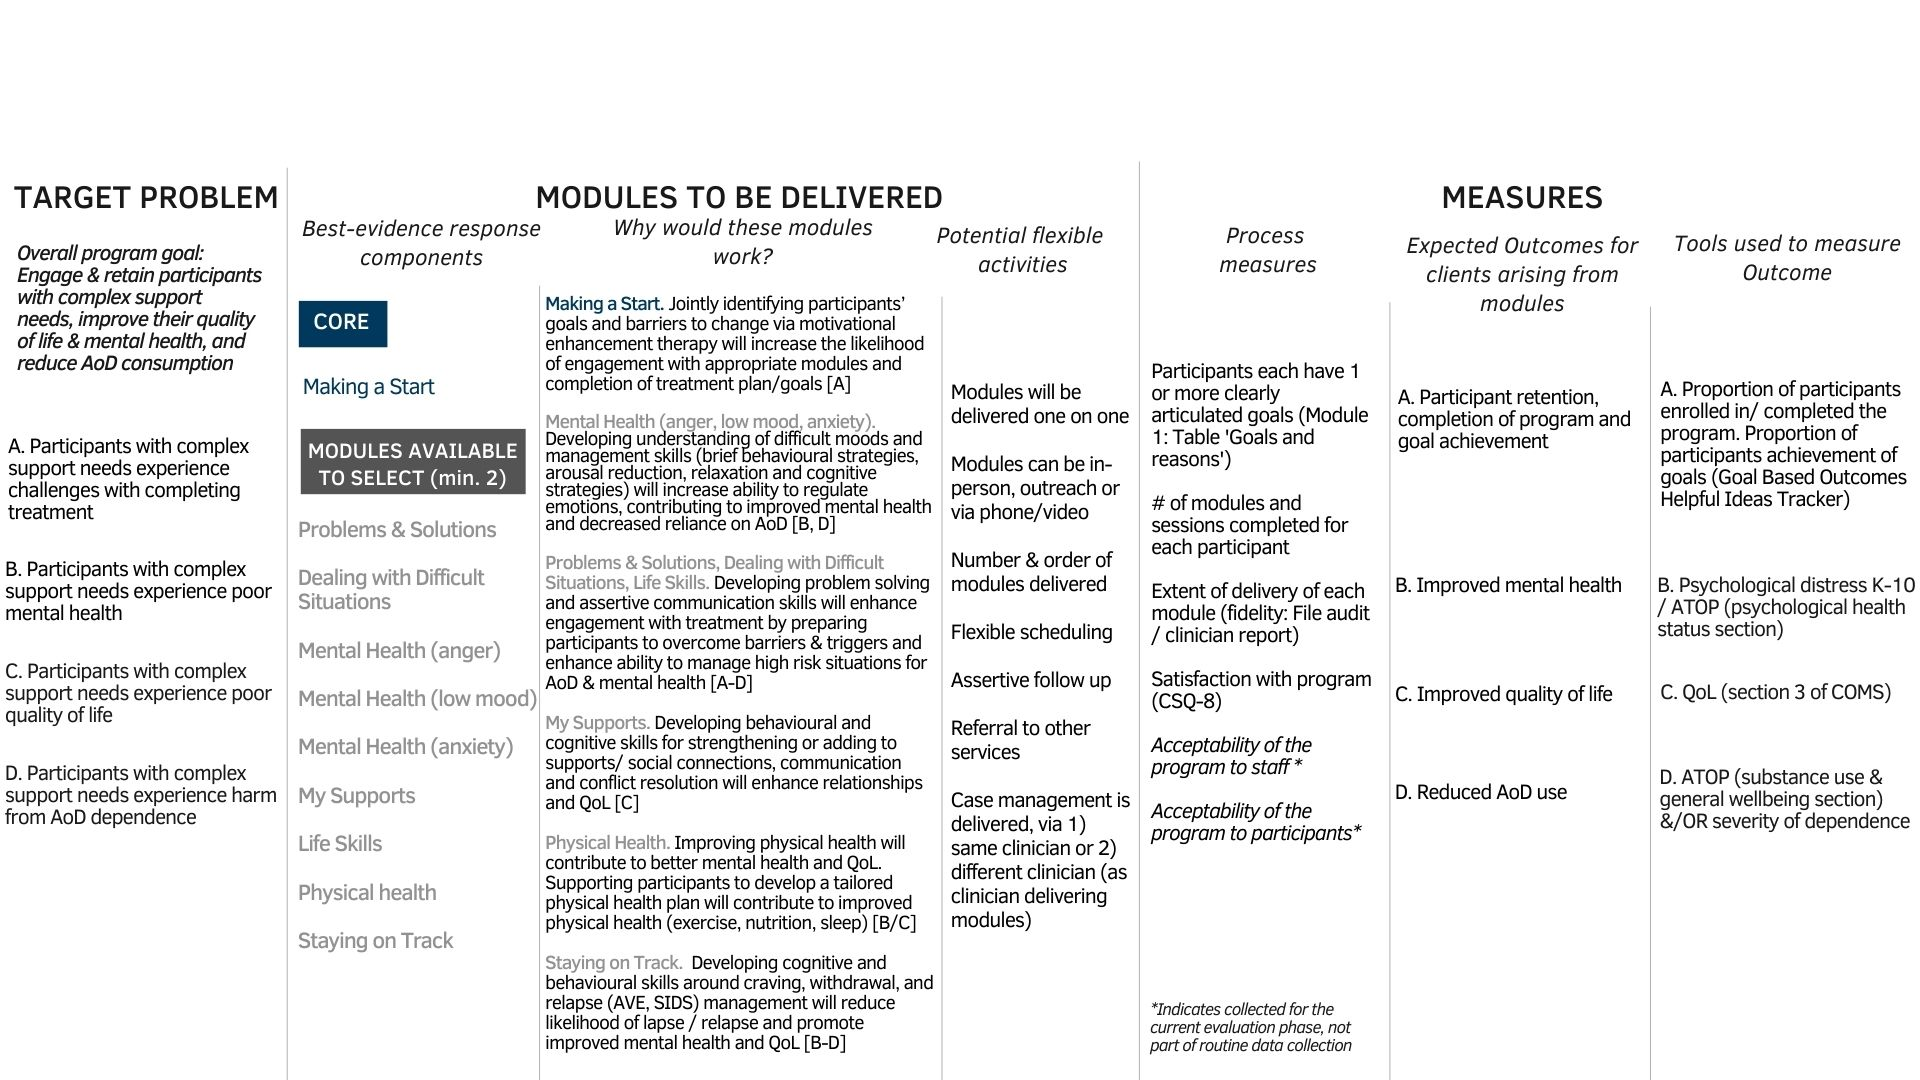 TARGET PROBLEM
Overall program goal:
Engage & retain participants
with complex support
needs, improve their quality
of life & mental health, and
reduce AoD consumption
A. Participants with complex
support needs experience
challenges with completing
treatment
B. Participants with complex
support needs experience poor
mental health
C. Participants with complex
support needs experience poor
quality of life
D. Participants with complex
support needs experience harm
from AoD dependence
MODULES TO BE DELIVERED
Best-evidence response
components
CORE
Making a Start
MODULES AVAILABLE
TO SELECT (min. 2)
Problems & Solutions
Dealing with Difficult
Situations
Mental Health (anger)
Mental Health (low mood)
Mental Health (anxiety)
My Supports
Life Skills
Physical health
Staying on Track
Why would these modules
work?
Making a Start. Jointly identifying participants’
goals and barriers to change via motivational
enhancement therapy will increase the likelihood
of engagement with appropriate modules and
completion of treatment plan/goals [A]
Mental Health (anger, low mood, anxiety).
Developing understanding of difficult moods and
management skills (brief behavioural strategies,
arousal reduction, relaxation and cognitive
strategies) will increase ability to regulate
emotions, contributing to improved mental health
and decreased reliance on AoD [B, D]
Problems & Solutions, Dealing with Difficult
Situations, Life Skills. Developing problem solving
and assertive communication skills will enhance
engagement with treatment by preparing
participants to overcome barriers & triggers and
enhance ability to manage high risk situations for
AoD & mental health [A-D]
My Supports. Developing behavioural and
cognitive skills for strengthening or adding to
supports/ social connections, communication
and conflict resolution will enhance relationships
and QoL [C]
Physical Health. Improving physical health will
contribute to better mental health and QoL.
Supporting participants to develop a tailored
physical health plan will contribute to improved
physical health (exercise, nutrition, sleep) [B/C]
Staying on Track. Developing cognitive and
behavioural skills around craving, withdrawal, and
relapse (AVE, SIDS) management will reduce
likelihood of lapse / relapse and promote
improved mental health and QoL [B-D]
Potential flexible
activities
Modules will be
delivered one on one
Modules can be in-
person, outreach or
via phone/video
Number & order of
modules delivered
Flexible scheduling
Assertive follow up
Referral to other
services
Case management is
delivered, via 1)
same clinician or 2)
different clinician (as
clinician delivering
modules)
MEASURES
Process
measures
Participants each have 1
or more clearly
articulated goals (Module
1: Table 'Goals and
reasons')
# of modules and
sessions completed for
each participant
Extent of delivery of each
module (fidelity: File audit
/ clinician report)
Satisfaction with program
(CSQ-8)
Acceptability of the
program to staff *
Acceptability of the
program to participants*
*Indicates collected for the
current evaluation phase, not
part of routine data collection
Expected Outcomes for
clients arising from
modules
A. Participant retention,
completion of program and
goal achievement
B. Improved mental health
C. Improved quality of life
D. Reduced AoD use
Tools used to measure
Outcome
A. Proportion of participants
enrolled in/ completed the
program. Proportion of
participants achievement of
goals (Goal Based Outcomes
Helpful Ideas Tracker)
B. Psychological distress K-10
/ ATOP (psychological health
status section)
C. QoL (section 3 of COMS)
D. ATOP (substance use &
general wellbeing section)
&/OR severity of dependence